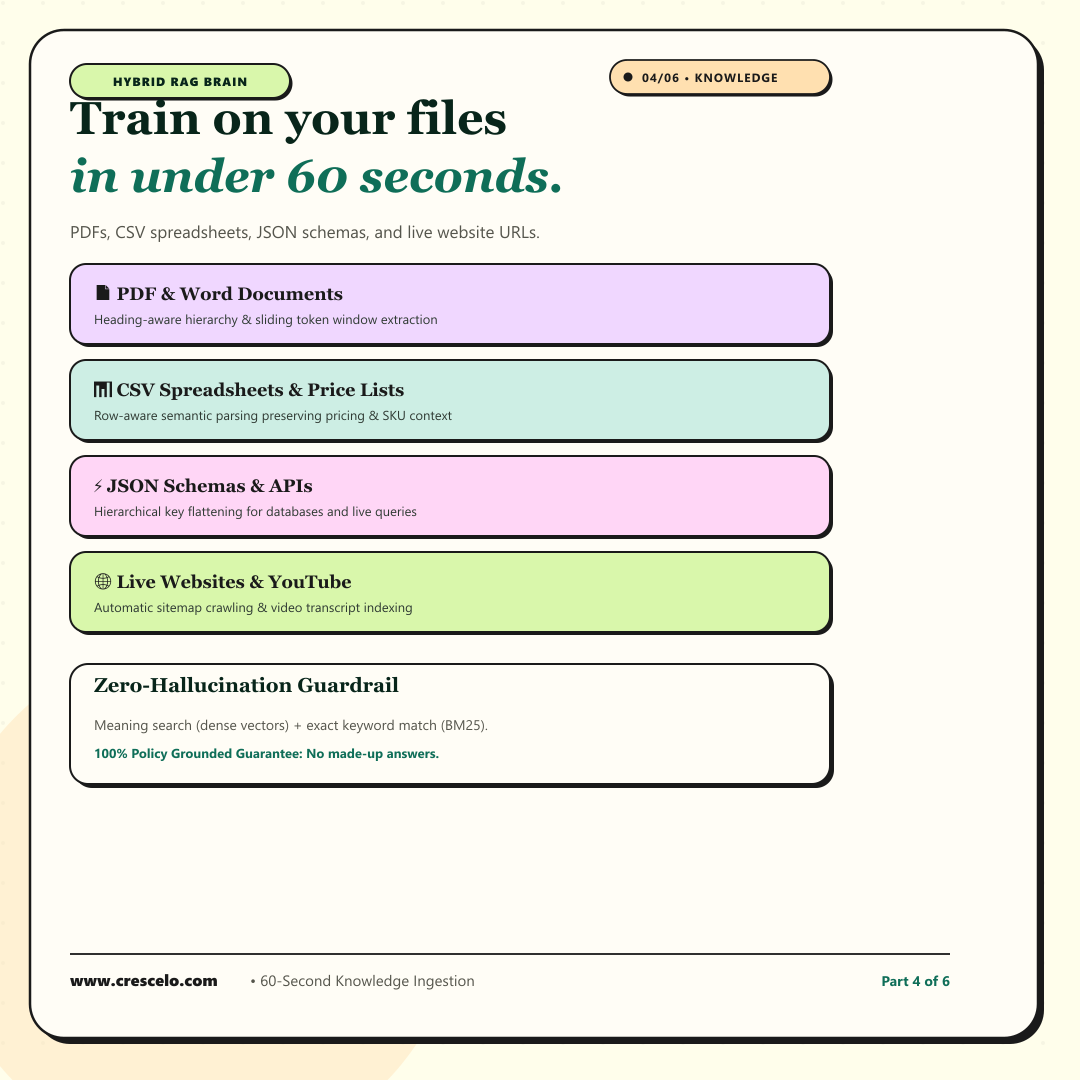 HYBRID RAG BRAIN
04/06 • KNOWLEDGE
Train on your files
in under 60 seconds.
PDFs, CSV spreadsheets, JSON schemas, and live website URLs.
PDF & Word Documents
Heading-aware hierarchy & sliding token window extraction
CSV Spreadsheets & Price Lists
Row-aware semantic parsing preserving pricing & SKU context
⚡ JSON Schemas & APIs
Hierarchical key flattening for databases and live queries
🌐 Live Websites & YouTube
Automatic sitemap crawling & video transcript indexing
Zero-Hallucination Guardrail
Meaning search (dense vectors) + exact keyword match (BM25).
100% Policy Grounded Guarantee: No made-up answers.
www.crescelo.com • 60-Second Knowledge Ingestion
Part 4 of 6